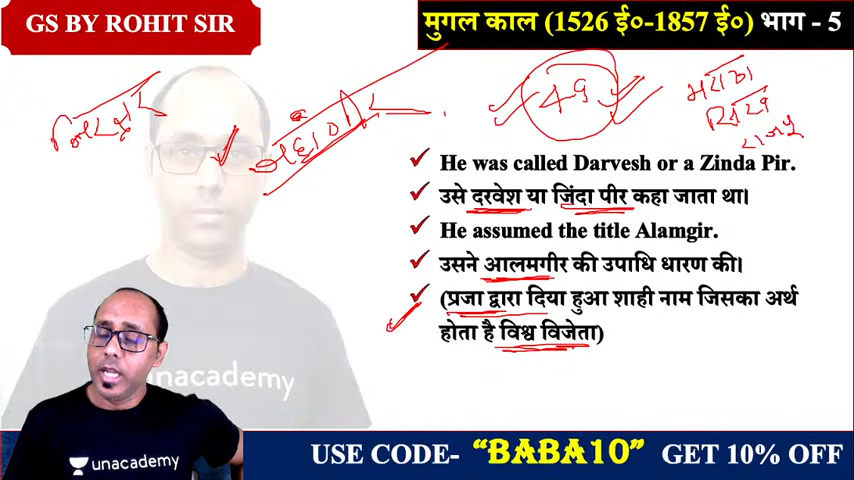 GS BY ROHIT SIR
मुगल काल (1526 ई०-1857 ई०) भाग - 5
49
मराठा
सिक्ख
He was called Darvesh or a Zinda Pir.
उसे दरवेश या जिंदा पीर कहा जाता था।
He assumed the title Alamgir.
उसने आलमगीर की उपाधि धारण की।
(प्रजा द्वारा दिया हुआ शाही नाम जिसका अर्थ
होता है विश्व विजेता)
unacademy
unacademy
USE CODE- “BABA10” GET 10% OFF